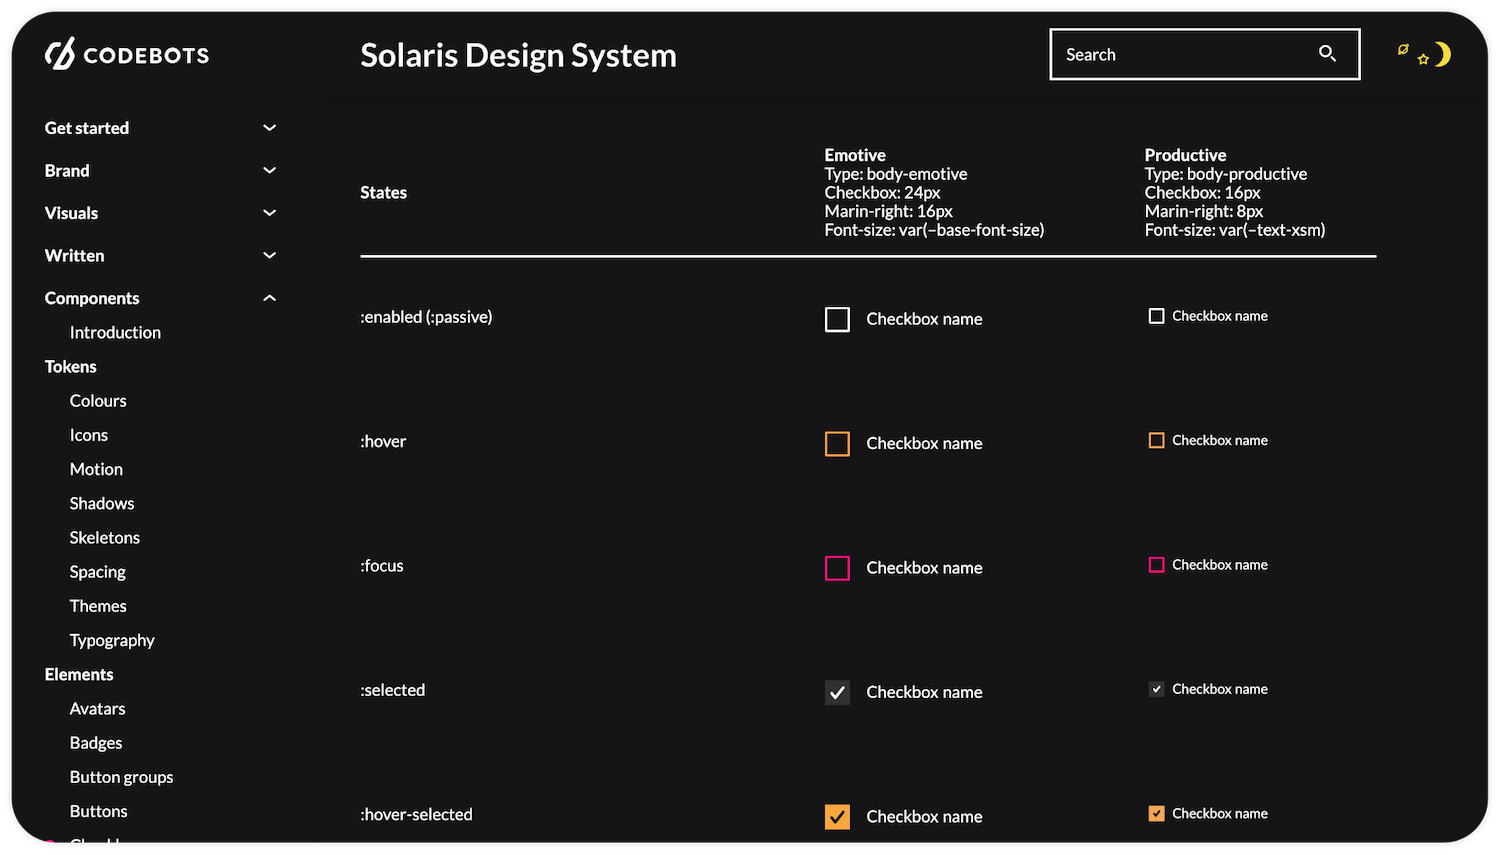 CODEBOTS
Solaris Design System
Search
Get started
Brand
Visuals
Written
Components
Introduction
Tokens
Colours
Icons
Motion
Shadows
Skeletons
Spacing
Themes
Typography
Elements
Avatars
Badges
Button groups
Buttons
States
Emotive
Type: body-emotive
Checkbox: 24px
Marin-right: 16px
Font-size: var(–base-font-size)
Productive
Type: body-productive
Checkbox: 16px
Marin-right: 8px
Font-size: var(–text-xsm)
:enabled (:passive)
Checkbox name
Checkbox name
:hover
Checkbox name
Checkbox name
:focus
Checkbox name
Checkbox name
:selected
Checkbox name
Checkbox name
:hover-selected
Checkbox name
Checkbox name